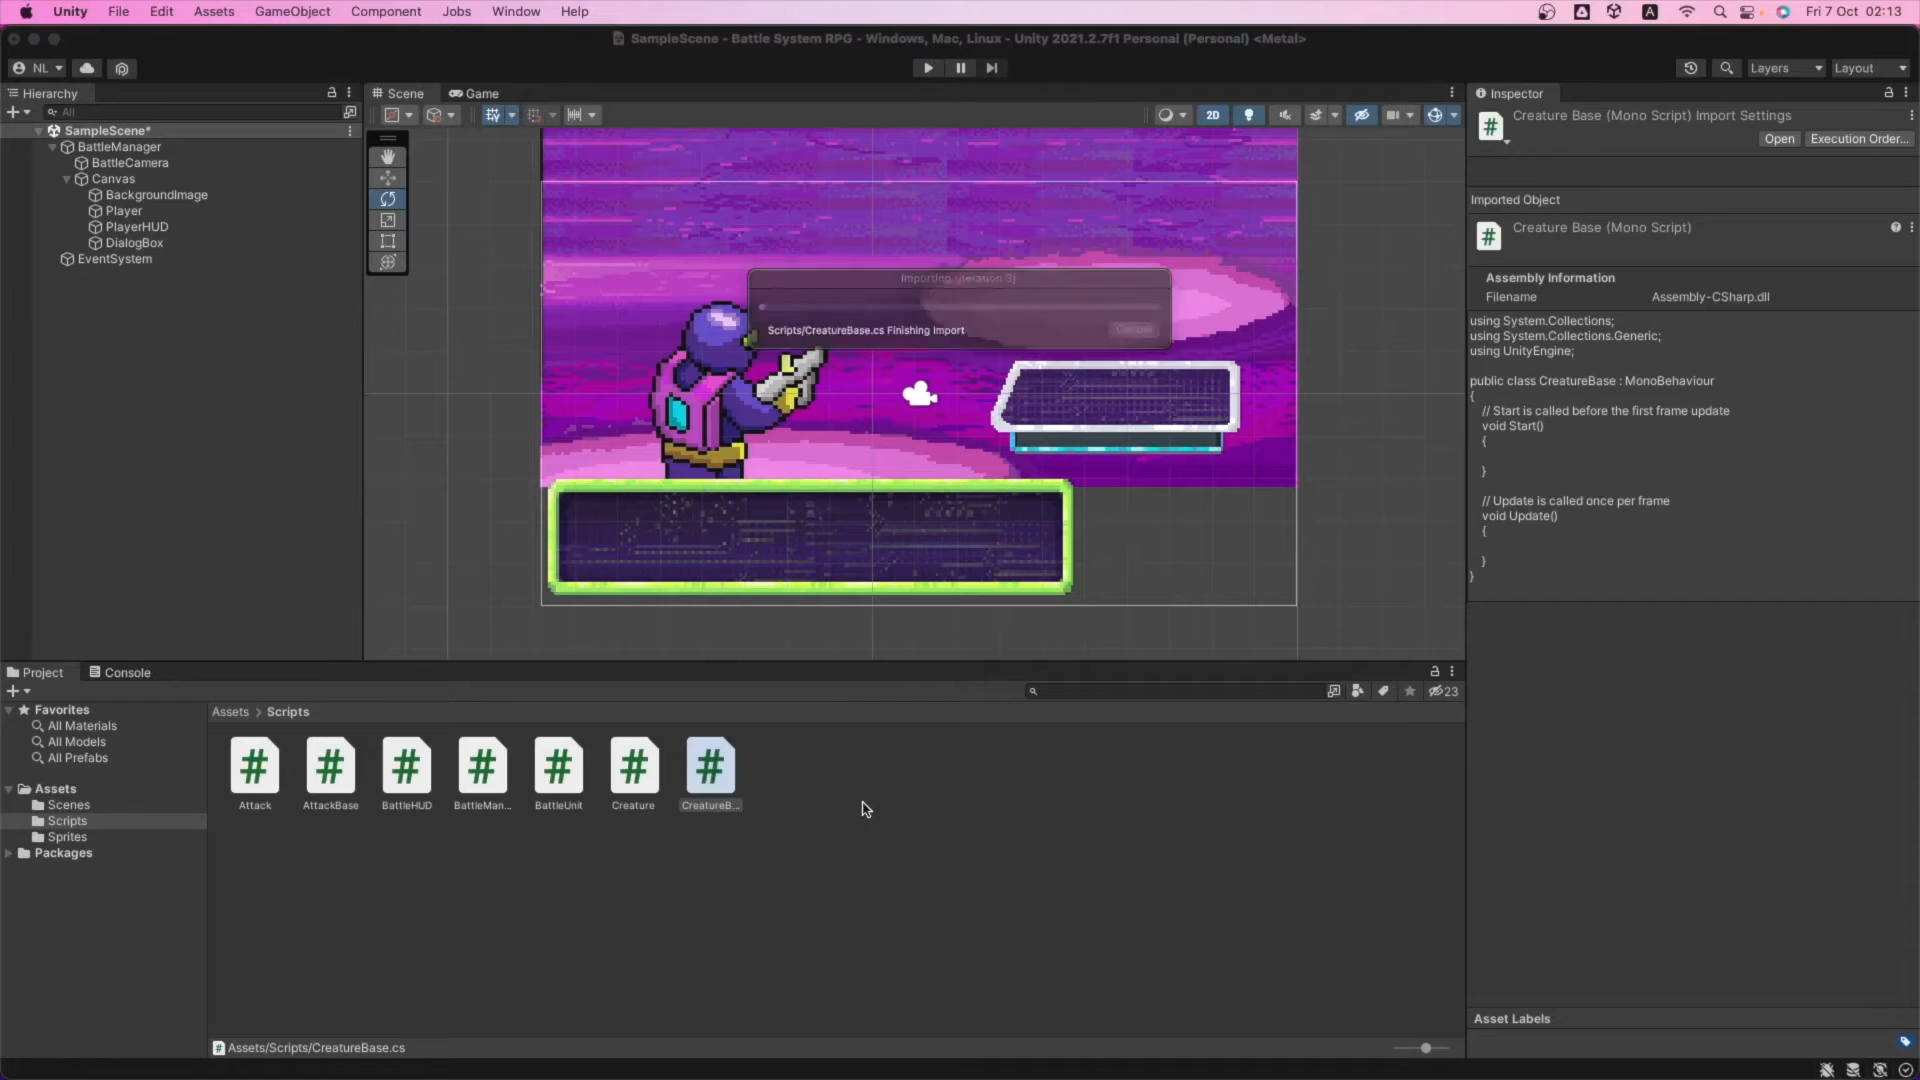 Unity File Edit Assets GameObject Component Jobs Window Help
A Fri 7 Oct 02:13
SampleScene - Battle System RPG - Windows, Mac, Linux - Unity 2021.2.7f1 Personal (Personal) <Metal>
NL
Layers Layout
Hierarchy
All
SampleScene*
BattleManager
BattleCamera
Canvas
BackgroundImage
Player
PlayerHUD
DialogBox
EventSystem
Scene Game
2D
Importing (iteration 3)
Scripts/CreatureBase.cs Finishing Import
Cancel
Inspector
Creature Base (Mono Script) Import Settings
Open Execution Order...
Imported Object
Creature Base (Mono Script)
Assembly Information
Filename Assembly-CSharp.dll
using System.Collections;
using System.Collections.Generic;
using UnityEngine;
public class CreatureBase : MonoBehaviour
{
// Start is called before the first frame update
void Start()
{
}
// Update is called once per frame
void Update()
{
}
}
Project Console
23
Favorites
All Materials
All Models
All Prefabs
Assets
Scenes
Scripts
Sprites
Packages
Assets > Scripts
Attack AttackBase BattleHUD BattleMan... BattleUnit Creature CreatureB...
Assets/Scripts/CreatureBase.cs
Asset Labels